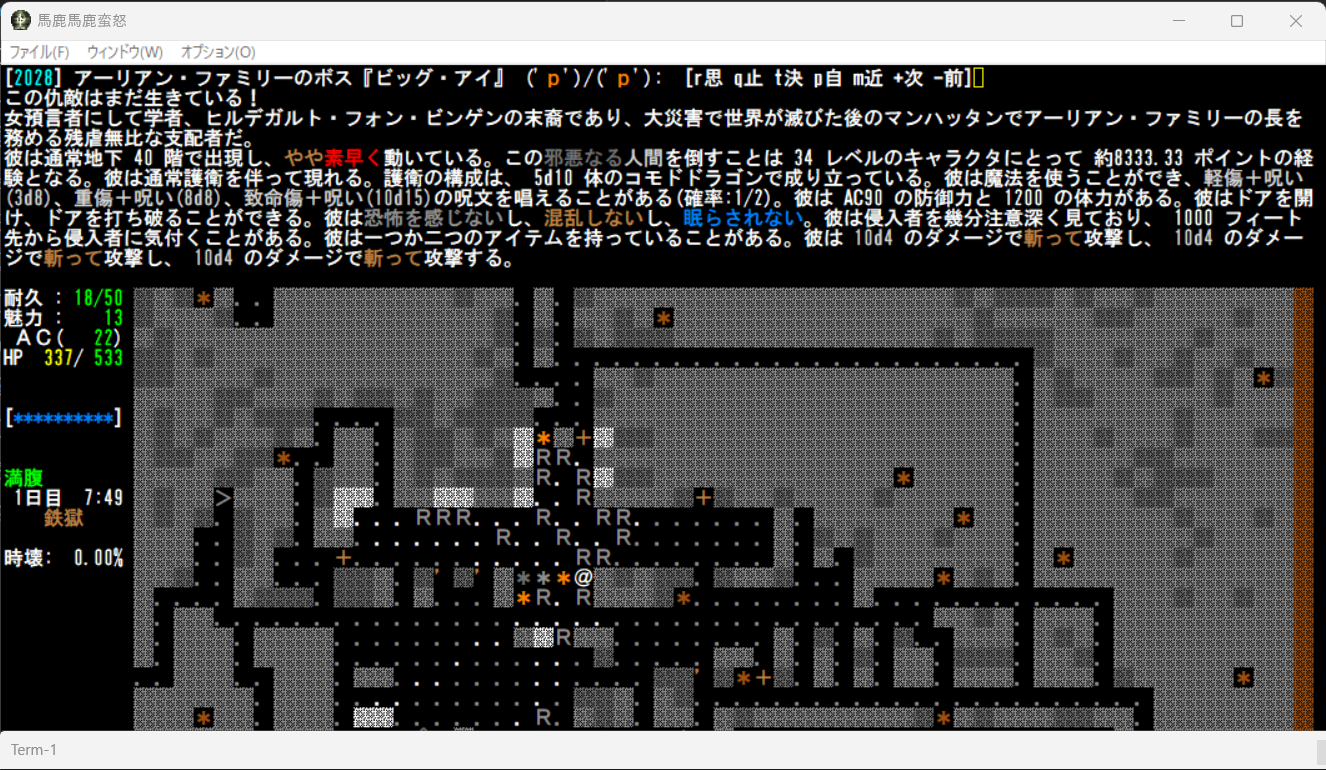 馬鹿馬鹿蛮怒
ファイル(F) ウィンドウ(W) オプション(O)
[2028] アーリアン・ファミリーのボス『ビッグ・アイ』 ('p')/('p'): [r思 q止 t決 p自 m近 +次 -前]
この仇敵はまだ生きている!
女預言者にして学者、ヒルデガルト・フォン・ビンゲンの末裔であり、大災害で世界が滅びた後のマンハッタンでアーリアン・ファミリーの長を
務める残虐無比な支配者だ。
彼は通常地下 40 階で出現し、やや素早く動いている。この邪悪なる人間を倒すことは 34 レベルのキャラクタにとって 約8333.33 ポイントの経
験となる。彼は通常護衛を伴って現れる。護衛の構成は、 5d10 体のコモドドラゴンで成り立っている。彼は魔法を使うことができ、軽傷+呪い
(3d8)、重傷+呪い(8d8)、致命傷+呪い(10d15)の呪文を唱えることがある(確率:1/2)。彼は AC90 の防御力と 1200 の体力がある。彼はドアを開
け、ドアを打ち破ることができる。彼は恐怖を感じないし、混乱しないし、眠らされない。彼は侵入者を幾分注意深く見ており、 1000 フィート
先から侵入者に気付くことがある。彼は一つか二つのアイテムを持っていることがある。彼は 10d4 のダメージで斬って攻撃し、 10d4 のダメー
ジで斬って攻撃し、 10d4 のダメージで斬って攻撃する。
耐久 : 18/50
魅力 : 13
AC( 22)
HP 337/ 533
[**********]
満腹
1日目 7:49
鉄獄
時壊: 0.00%
Term-1